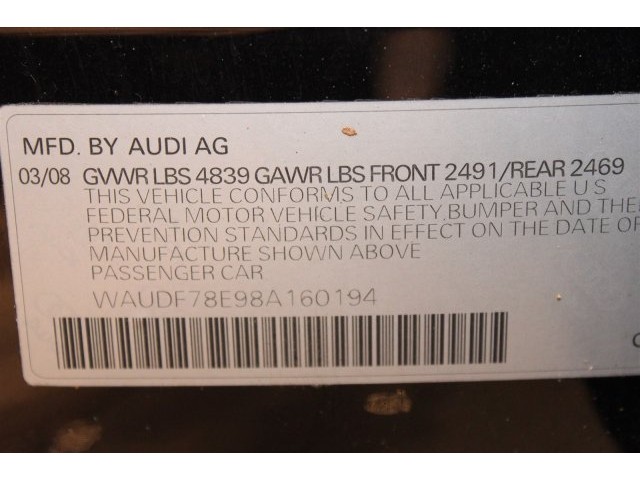 MFD. BY AUDI AG
03/08 GVWR LBS 4839 GAWR LBS FRONT 2491/REAR 2469
THIS VEHICLE CONFORMS TO ALL APPLICABLE U S
FEDERAL MOTOR VEHICLE SAFETY,BUMPER AND THE
PREVENTION STANDARDS IN EFFECT ON THE DATE OF
MANUFACTURE SHOWN ABOVE
PASSENGER CAR
WAUDF78E98A160194